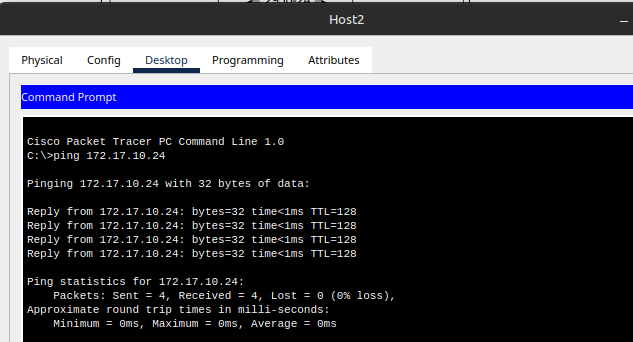 Host2
Physical Config Desktop Programming Attributes
Command Prompt
Cisco Packet Tracer PC Command Line 1.0
C:\>ping 172.17.10.24
Pinging 172.17.10.24 with 32 bytes of data:
Reply from 172.17.10.24: bytes=32 time<1ms TTL=128
Reply from 172.17.10.24: bytes=32 time<1ms TTL=128
Reply from 172.17.10.24: bytes=32 time<1ms TTL=128
Reply from 172.17.10.24: bytes=32 time<1ms TTL=128
Ping statistics for 172.17.10.24:
Packets: Sent = 4, Received = 4, Lost = 0 (0% loss),
Approximate round trip times in milli-seconds:
Minimum = 0ms, Maximum = 0ms, Average = 0ms